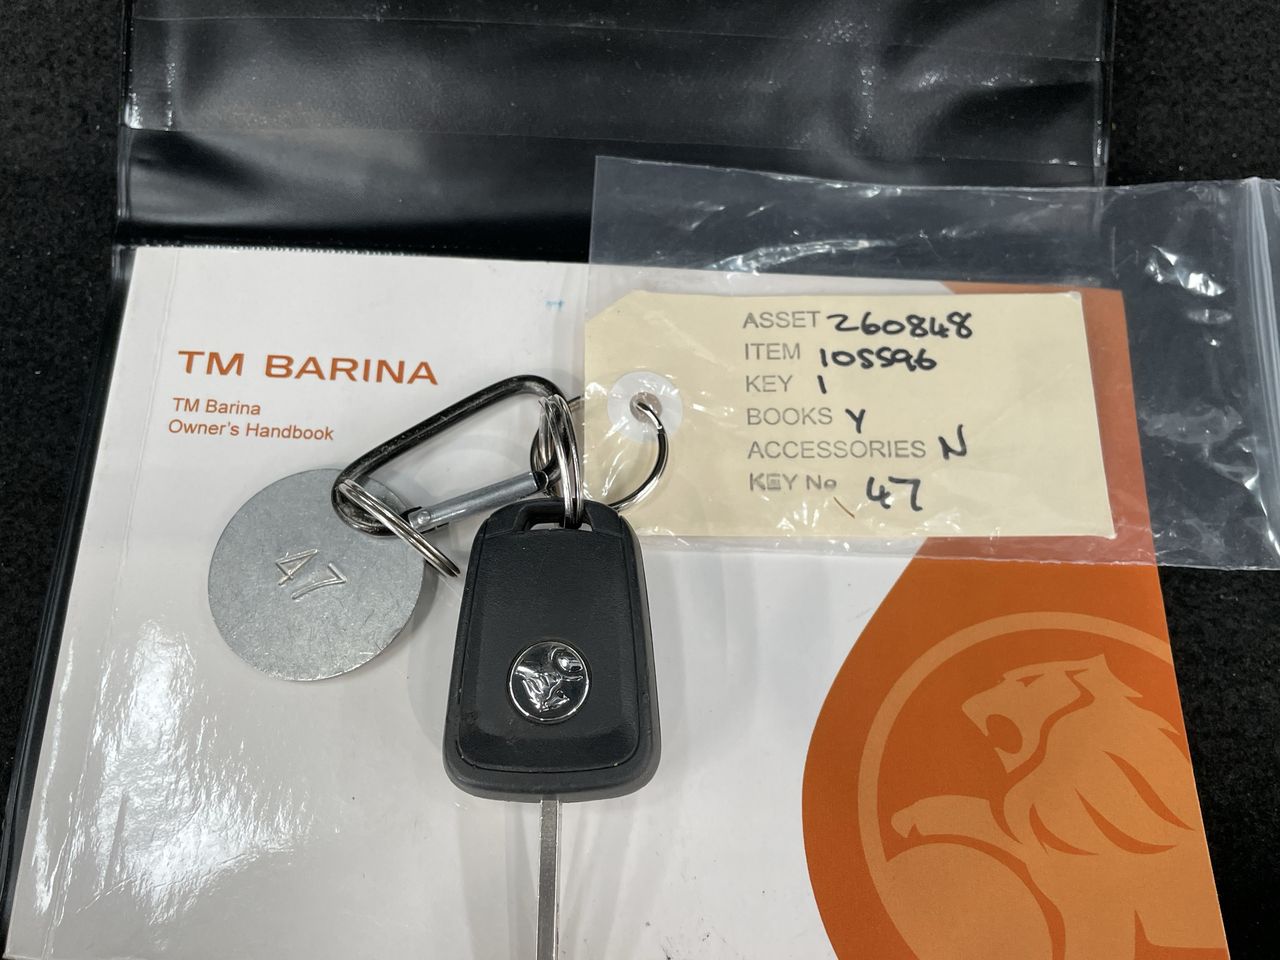 TM BARINA
TM Barina
Owner's Handbook
ASSET 260848
ITEM 105596
KEY 1
BOOKS Y
ACCESSORIES N
KEY No 47
47